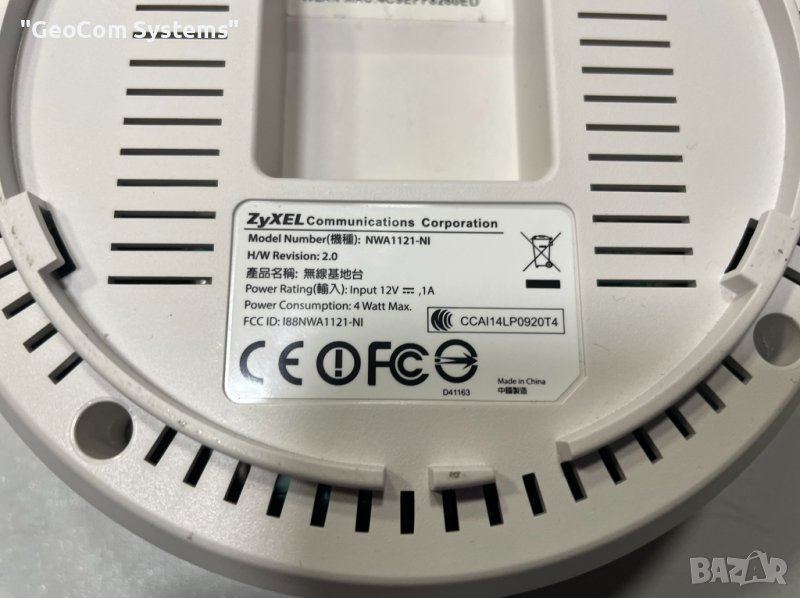 "GeoCom Systems"
ZyXEL Communications Corporation
Model Number(機種): NWA1121-NI
H/W Revision: 2.0
產品名稱: 無線基地台
Power Rating(輸入): Input 12V ⎓ ,1A
Power Consumption: 4 Watt Max.
FCC ID: I88NWA1121-NI
CCAI14LP0920T4
CE FC
D41163
Made in China
中國製造
BAZAR